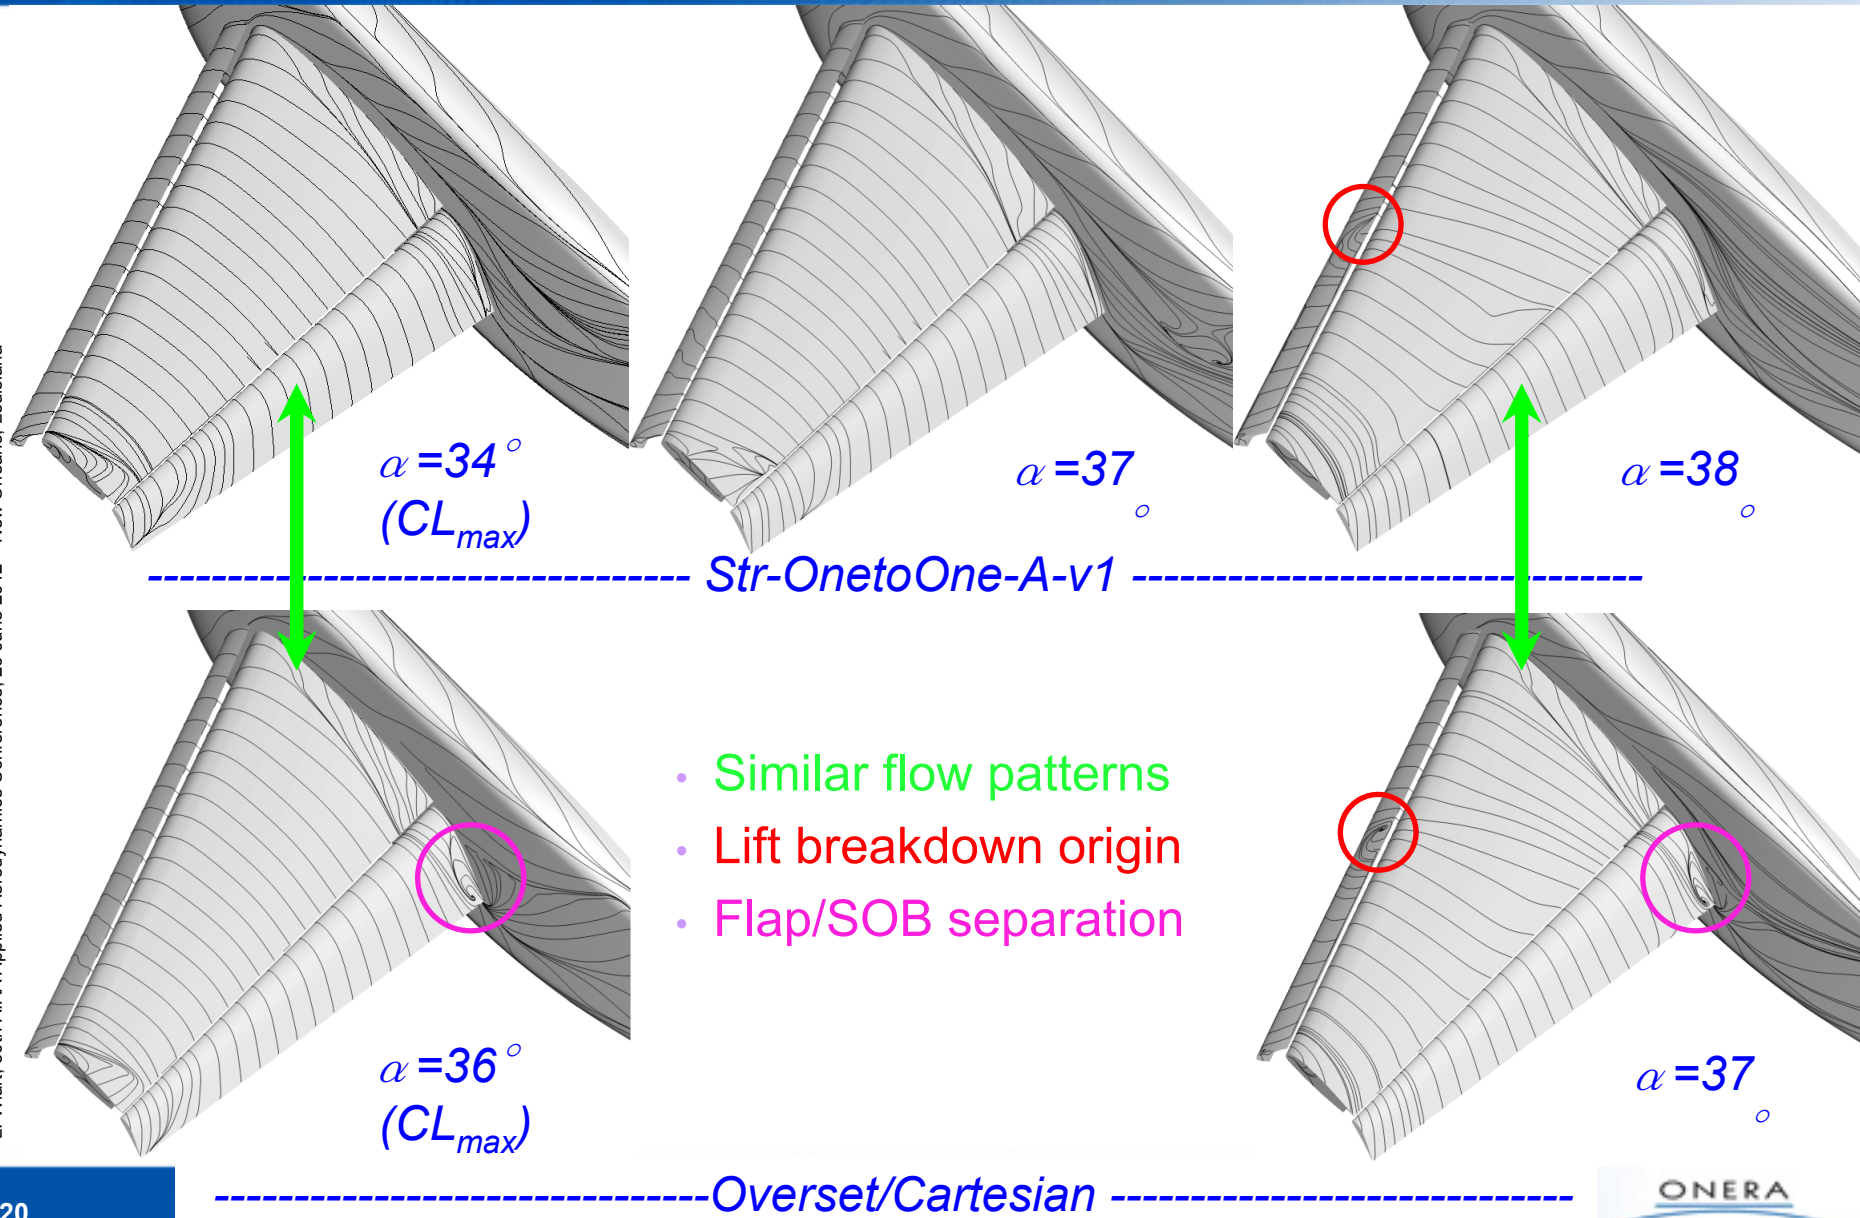 α =34°
(CLmax)
α =37°
α =38°
--------------------------------- Str-OnetoOne-A-v1 -------------------------------
• Similar flow patterns
• Lift breakdown origin
• Flap/SOB separation
α =36°
(CLmax)
α =37°
------------------------------Overset/Cartesian ----------------------------
20
ONERA